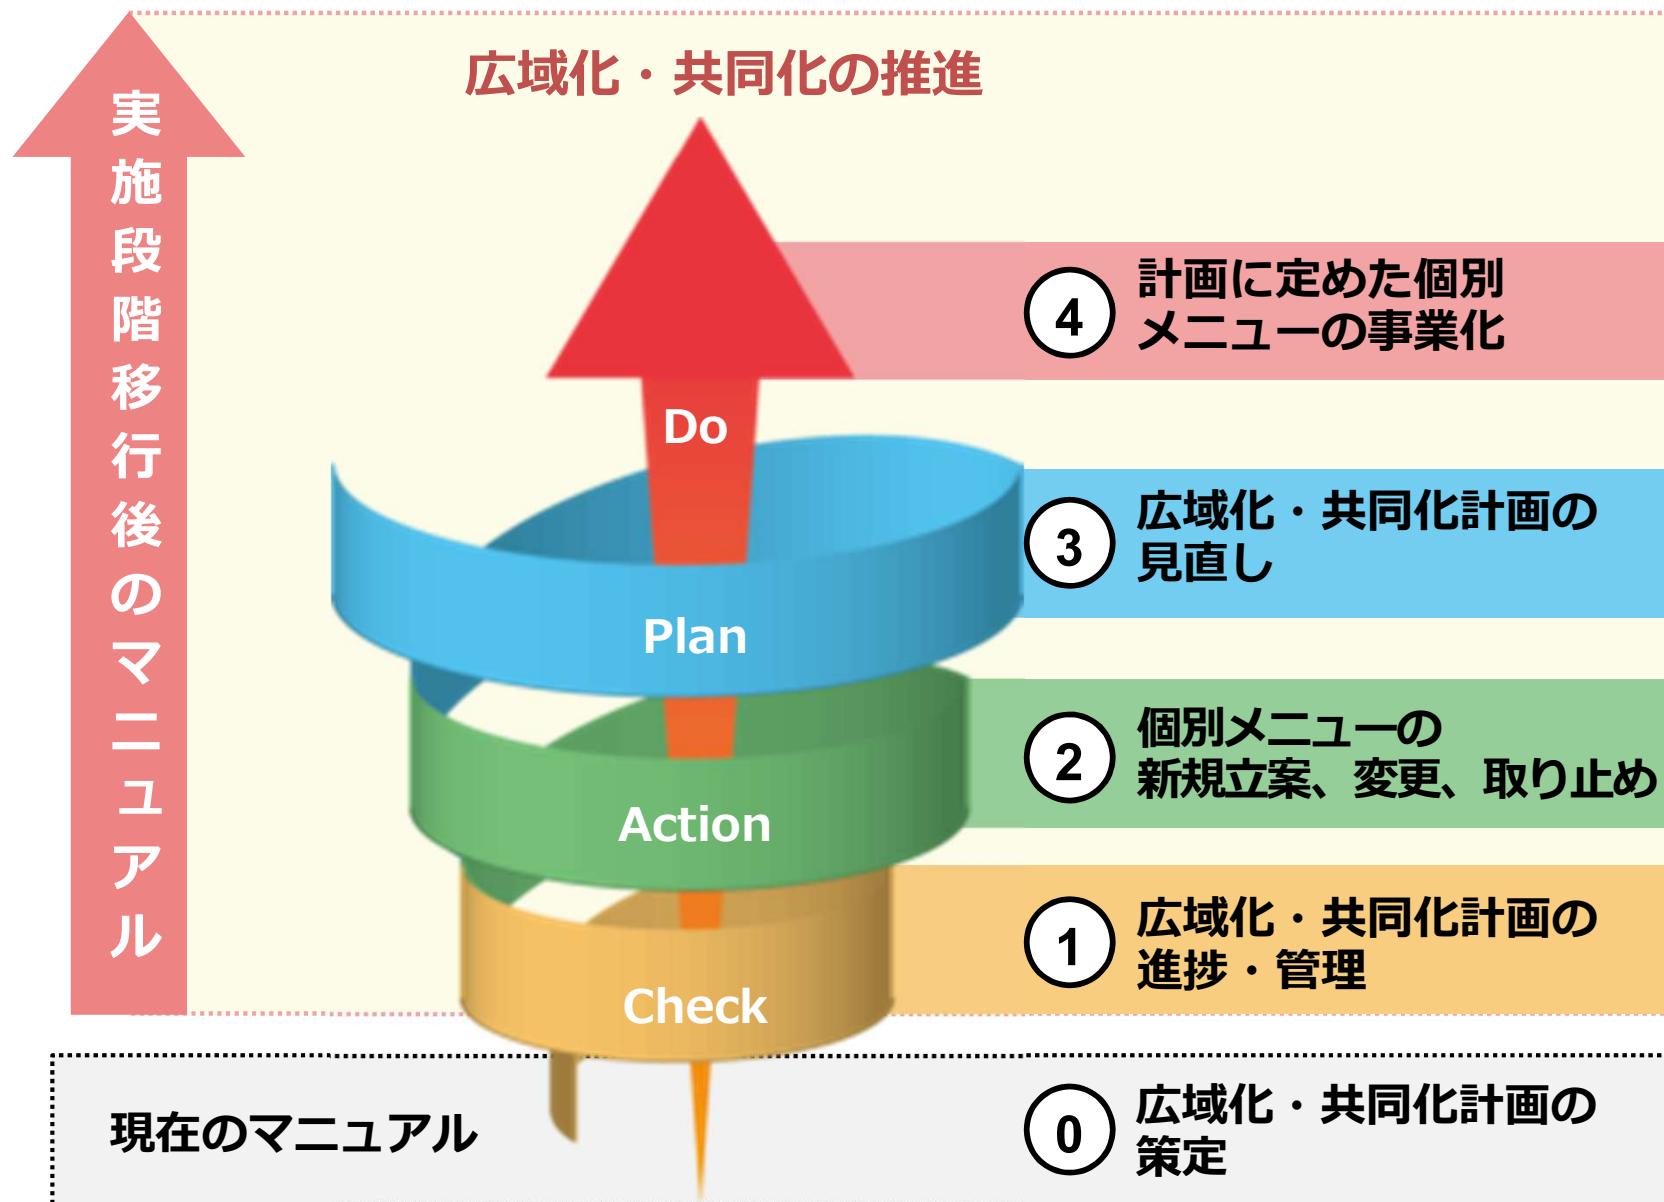 広域化・共同化の推進
実施段階移行後のマニュアル
Do
4
計画に定めた個別
メニューの事業化
Plan
3
広域化・共同化計画の
見直し
Action
2
個別メニューの
新規立案、変更、取り止め
Check
1
広域化・共同化計画の
進捗・管理
現在のマニュアル
0
広域化・共同化計画の
策定